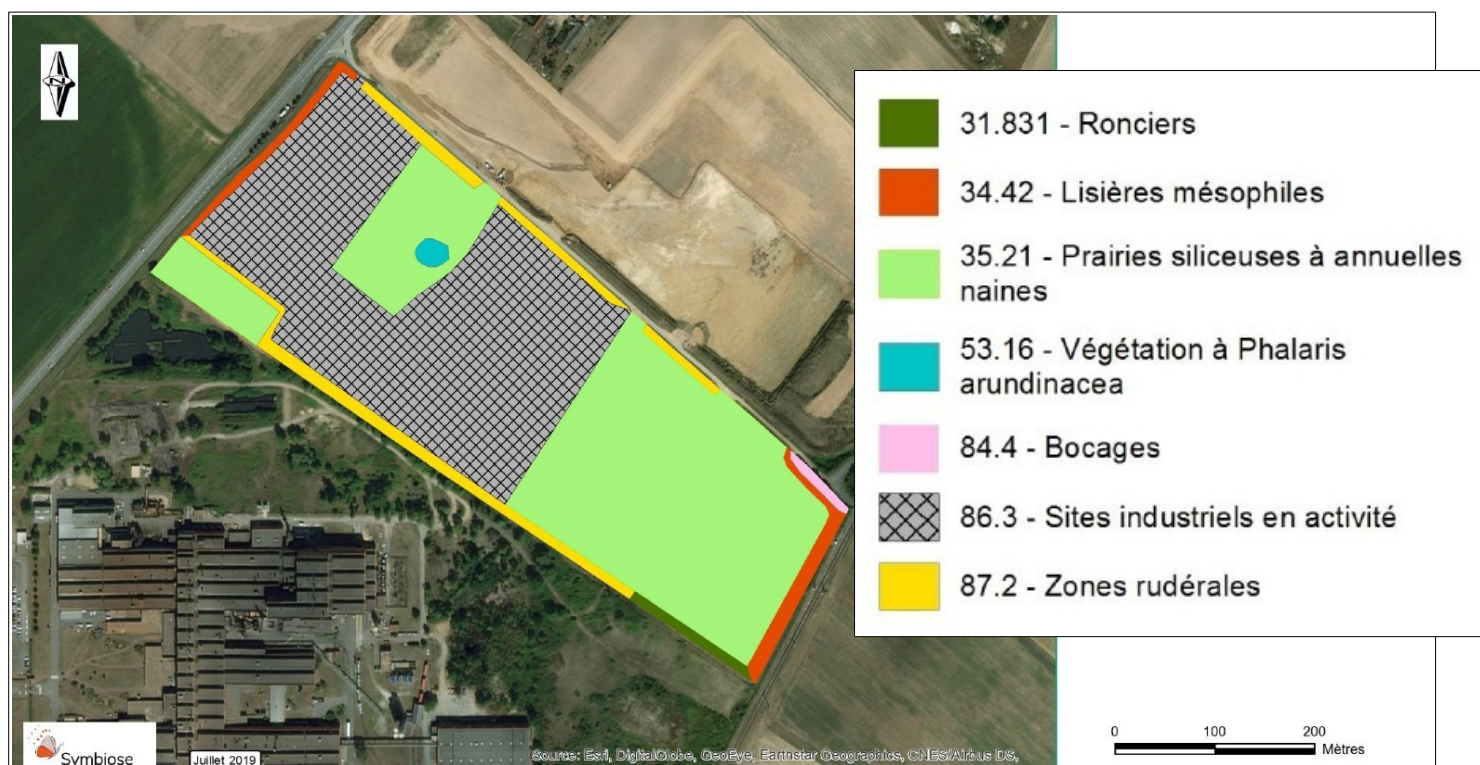 N
31.831 - Ronciers
34.42 - Lisières mésophiles
35.21 - Prairies siliceuses à annuelles
naines
53.16 - Végétation à Phalaris
arundinacea
84.4 - Bocages
86.3 - Sites industriels en activité
87.2 - Zones rudérales
0 100 200
Mètres
Symbiose
Juillet 2019
Source: Esri, DigitalGlobe, GeoEye, Earthstar Geographics, CNES/Airbus DS,